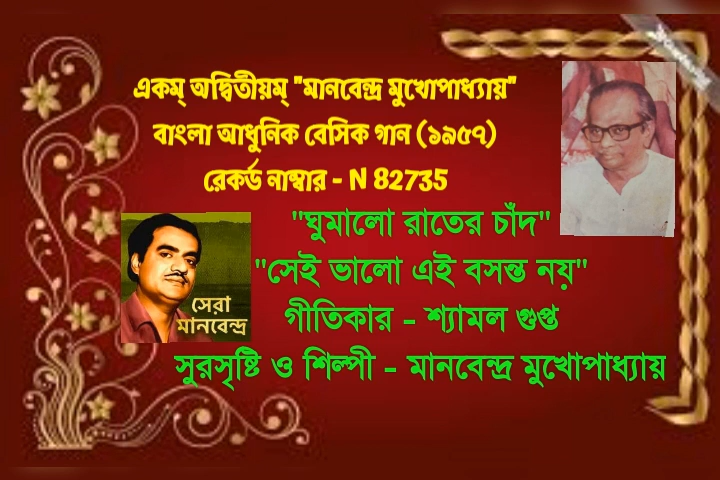 একম্ অদ্বিতীয়ম্ "মানবেন্দ্র মুখোপাধ্যায়"
বাংলা আধুনিক বেসিক গান (১৯৫৭)
রেকর্ড নাম্বার - N 82735
"ঘুমালো রাতের চাঁদ"
"সেই ভালো এই বসন্ত নয়"
গীতিকার - শ্যামল গুপ্ত
সুরসৃষ্টি ও শিল্পী - মানবেন্দ্র মুখোপাধ্যায়
সেরা
মানবেন্দ্র